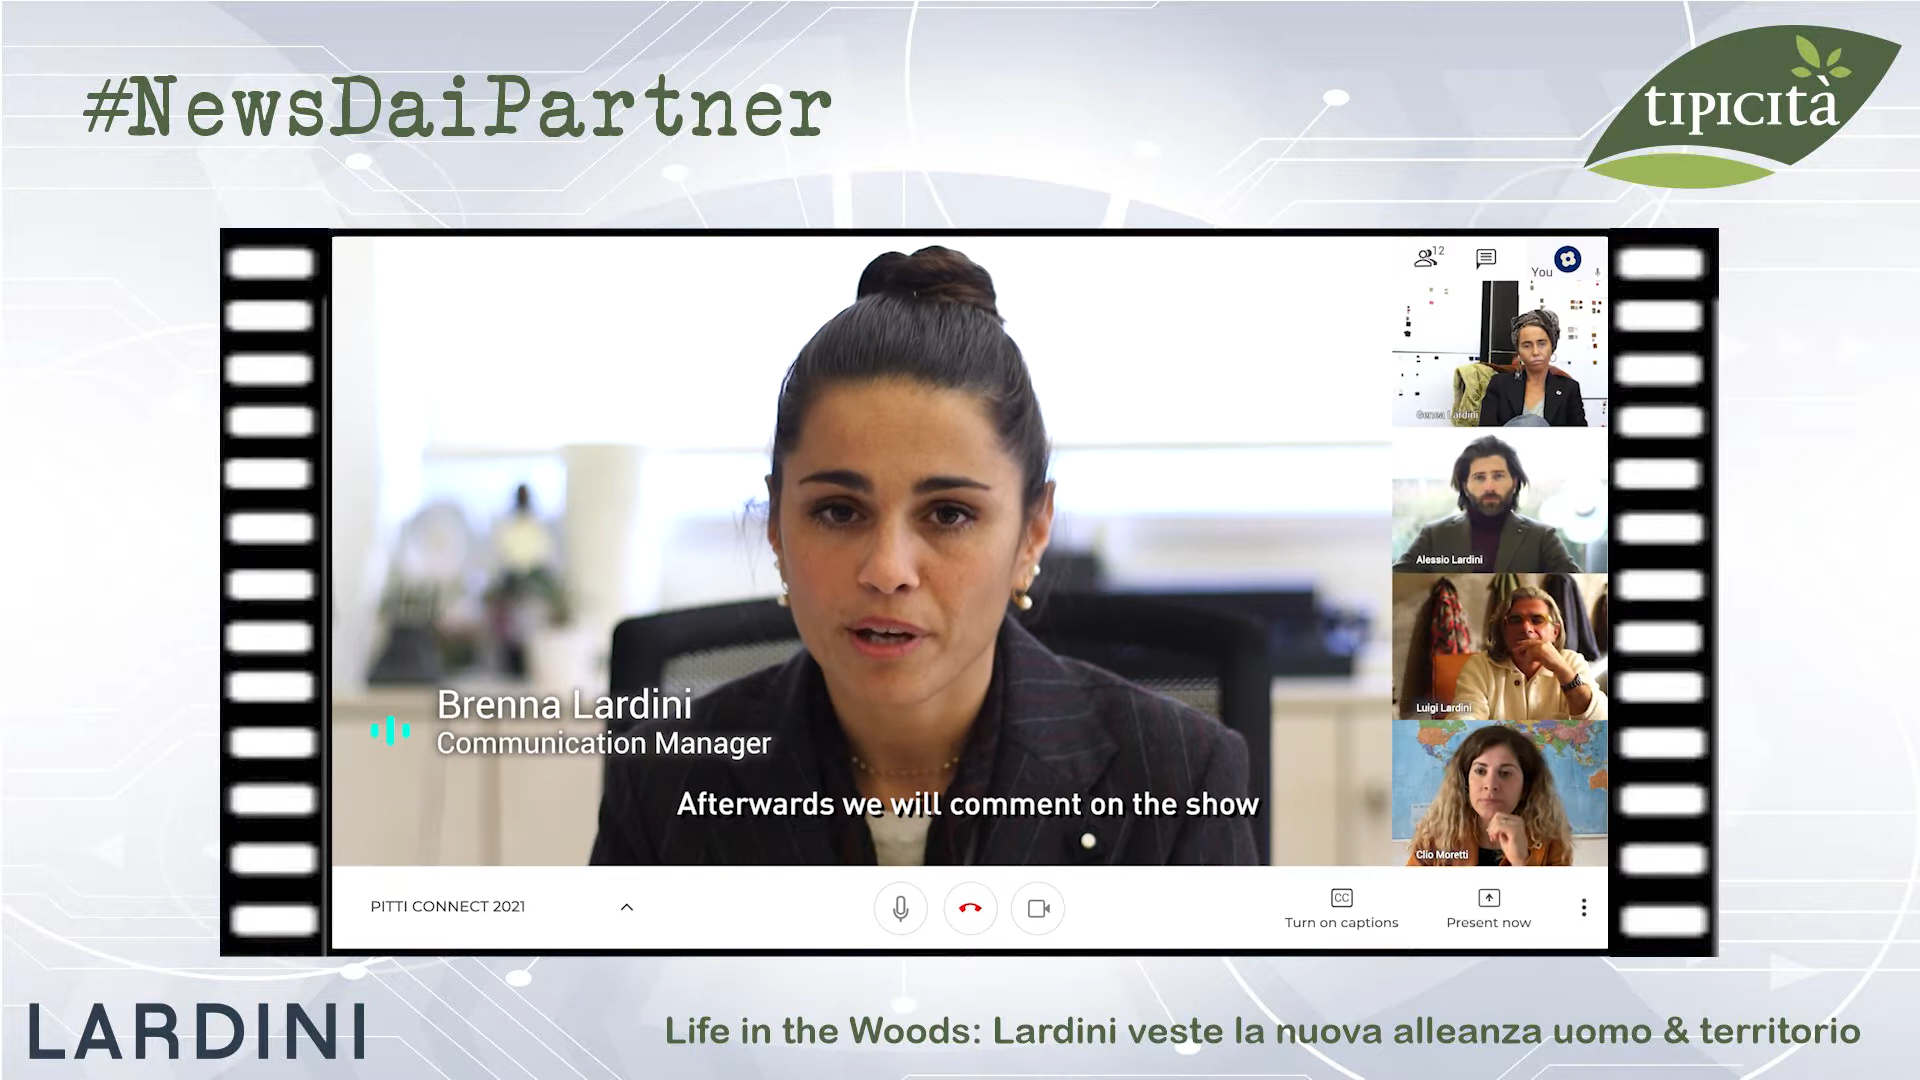 #NewsDaiPartner
TIPICITà
12
You
Genea Lardini
Alessio Lardini
Luigi Lardini
Clio Moretti
Brenna Lardini
Communication Manager
Afterwards we will comment on the show
PITTI CONNECT 2021
CC
Turn on captions
Present now
LARDINI
Life in the Woods: Lardini veste la nuova alleanza uomo & territorio